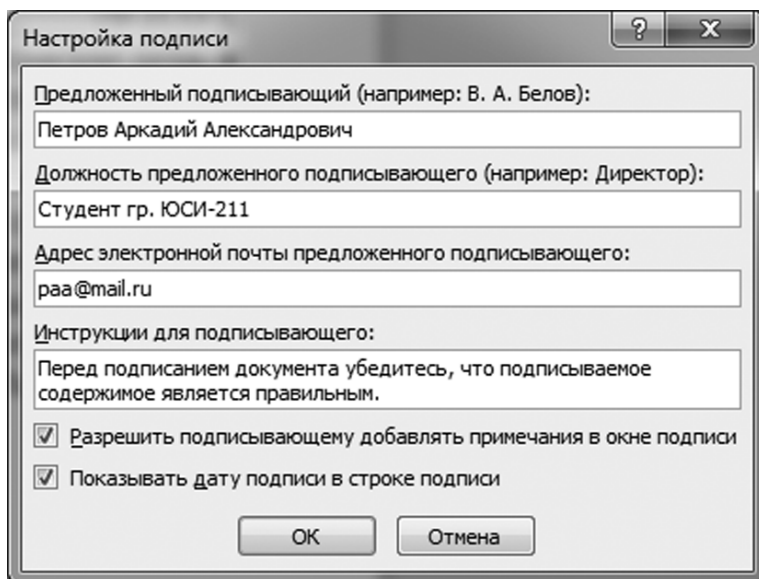 Настройка подписи
?
X
Предложенный подписывающий (например: В. А. Белов):
Петров Аркадий Александрович
Должность предложенного подписывающего (например: Директор):
Студент гр. ЮСИ-211
Адрес электронной почты предложенного подписывающего:
paa@mail.ru
Инструкции для подписывающего:
Перед подписанием документа убедитесь, что подписываемое
содержимое является правильным.
Разрешить подписывающему добавлять примечания в окне подписи
Показывать дату подписи в строке подписи
ОК
Отмена